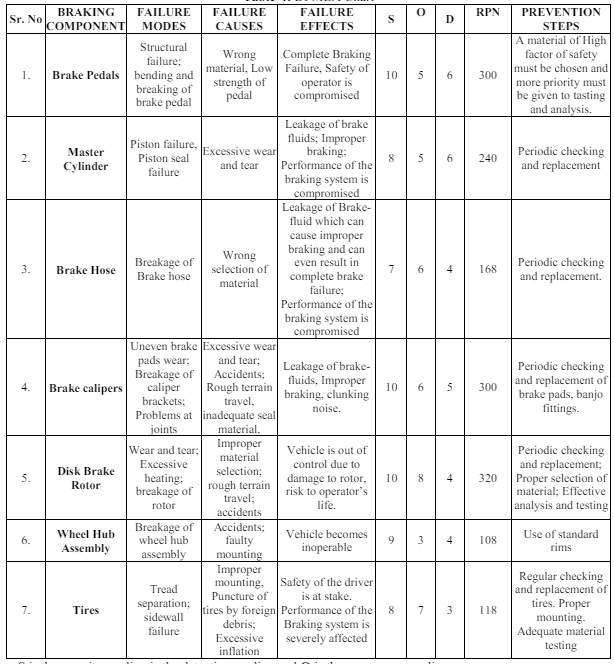 Sr. No
BRAKING COMPONENT
FAILURE MODES
FAILURE CAUSES
FAILURE EFFECTS
S
O
D
RPN
PREVENTION STEPS
1.
Brake Pedals
Structural
failure;
bending and
breaking of
brake pedal
Wrong
material, Low
strength of
pedal
Complete Braking
Failure, Safety of
operator is
compromised
10
5
6
300
A material of High
factor of safety
must be chosen and
more priority must
be given to tasting
and analysis.
2.
Master
Cylinder
Piston failure,
Piston seal
failure
Excessive wear
and tear
Leakage of brake
fluids; Improper
braking;
Performance of the
braking system is
compromised
8
5
6
240
Periodic checking
and replacement
3.
Brake Hose
Breakage of
Brake hose
Wrong
selection of
material
Leakage of Brake-
fluid which can
cause improper
braking and can
even result in
complete brake
failure;
Performance of the
braking system is
compromised
7
6
4
168
Periodic checking
and replacement.
4.
Brake calipers
Uneven brake
pads wear;
Breakage of
caliper
brackets;
Problems at
joints
Excessive wear
and tear;
Accidents;
Rough terrain
travel,
inadequate seal
material.
Leakage of brake-
fluids, Improper
braking, clunking
noise.
10
6
5
300
Periodic checking
and replacement of
brake pads, banjo
fittings.
5.
Disk Brake
Rotor
Wear and tear;
Excessive
heating;
breakage of
rotor
Improper
material
selection;
rough terrain
travel;
accidents
Vehicle is out of
control due to
damage to rotor,
risk to operator's
life.
10
8
4
320
Periodic checking
and replacement;
Proper selection of
material; Effective
analysis and testing
6.
Wheel Hub
Assembly
Breakage of
wheel hub
assembly
Accidents;
faulty
mounting
Vehicle becomes
inoperable
9
3
4
108
Use of standard
rims
7.
Tires
Tread
separation;
sidewall
failure
Improper
mounting,
Puncture of
tires by foreign
debris;
Excessive
inflation
Safety of the driver
is at stake.
Performance of the
Braking system is
severely affected
8
7
3
118
Regular checking
and replacement of
tires. Proper
mounting.
Adequate material
testing